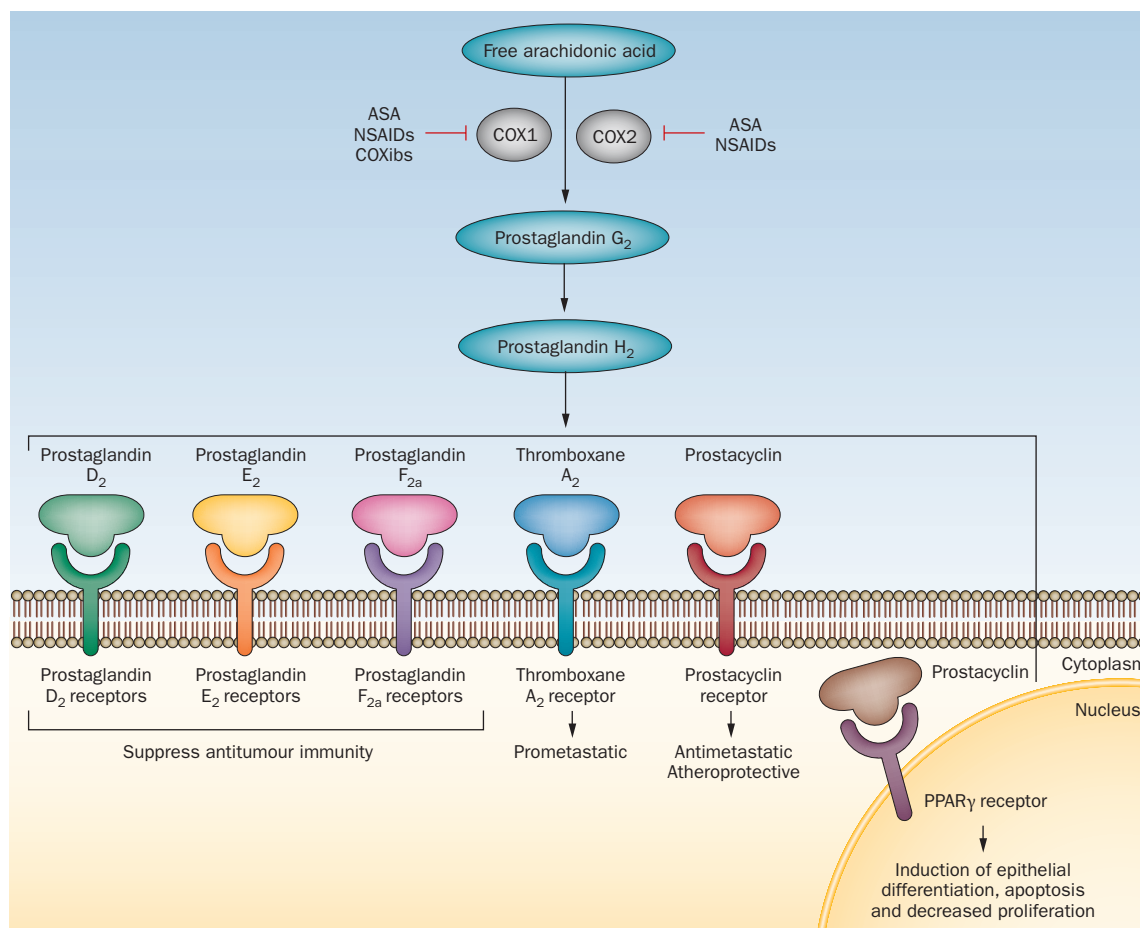 Free arachidonic acid
ASA
NSAIDs
COXibs
COX1
COX2
ASA
NSAIDs
Prostaglandin G2
Prostaglandin H2
Prostaglandin
D2
Prostaglandin
E2
Prostaglandin
F2a
Thromboxane
A2
Prostacyclin
Prostaglandin
D2 receptors
Prostaglandin
E2 receptors
Prostaglandin
F2a receptors
Thromboxane
A2 receptor
Prostacyclin
receptor
Prostacyclin
Cytoplasm
Nucleus
Suppress antitumour immunity
Prometastatic
Antimetastatic
Atheroprotective
PPARγ receptor
Induction of epithelial
differentiation, apoptosis
and decreased proliferation